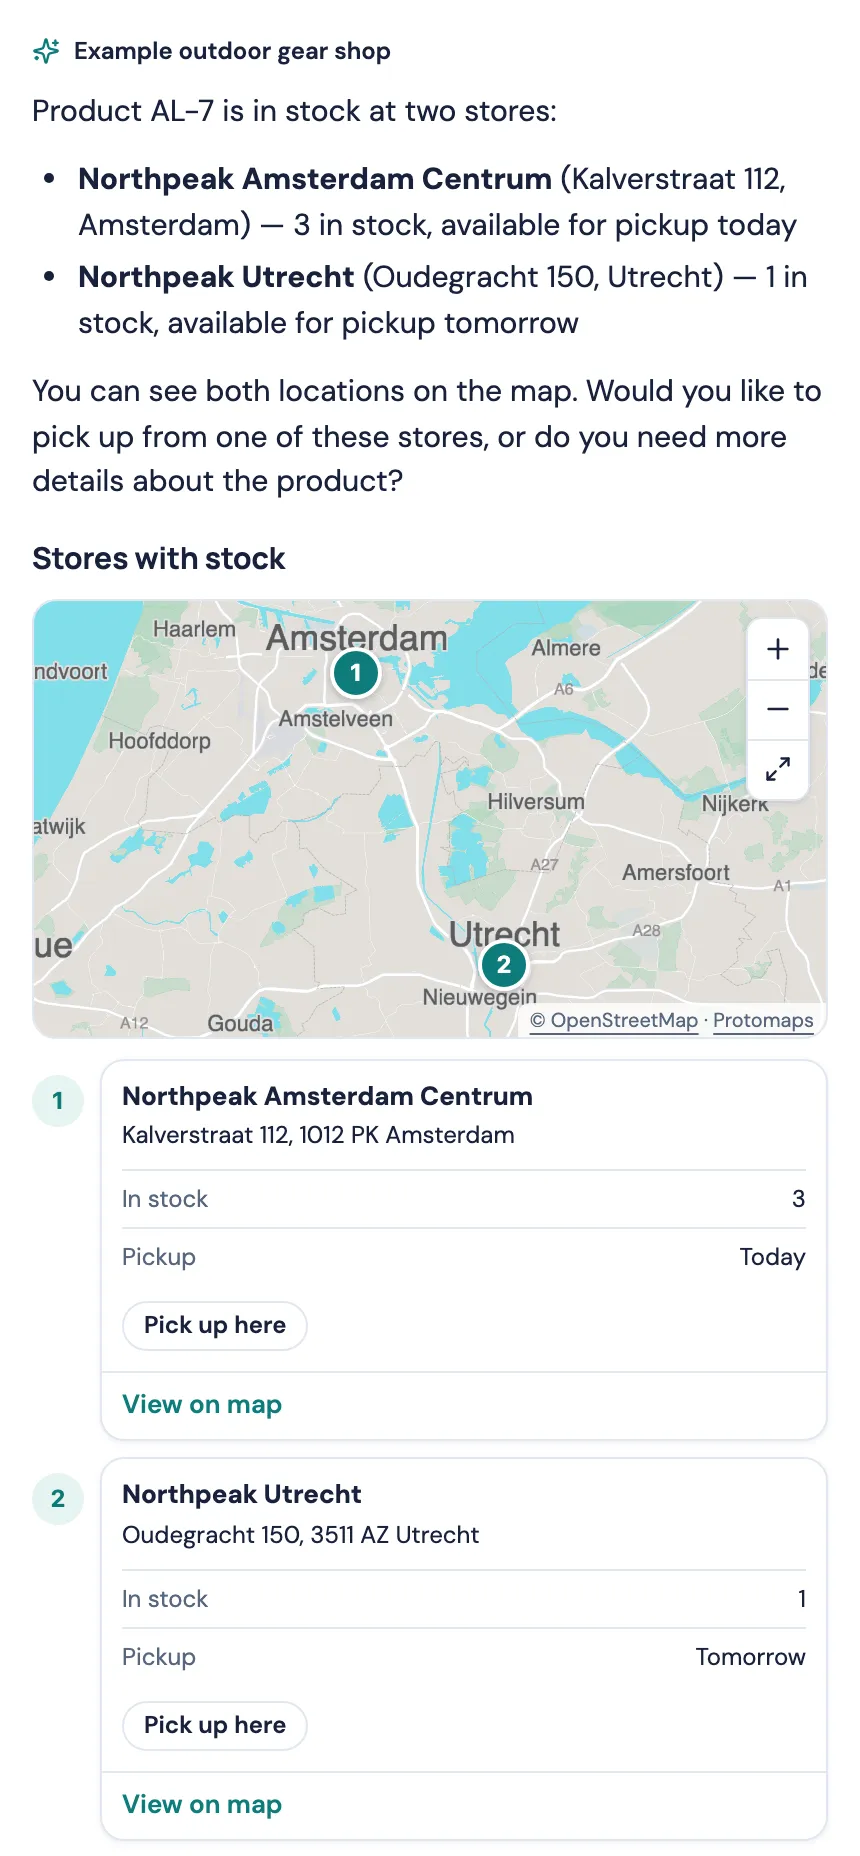 Example outdoor gear shop
Product AL-7 is in stock at two stores:
• Northpeak Amsterdam Centrum (Kalverstraat 112,
Amsterdam) — 3 in stock, available for pickup today
• Northpeak Utrecht (Oudegracht 150, Utrecht) — 1 in
stock, available for pickup tomorrow
You can see both locations on the map. Would you like to
pick up from one of these stores, or do you need more
details about the product?
Stores with stock
Haarlem
Amsterdam
Almere
ndvoort
1
de
A6
Amstelveen
Hoofddorp
Hilversum
Nijkerk
atwijk
A27
Amersfoort
A1
Utrecht
A28
ue
2
Nieuwegein
A12
Gouda
© OpenStreetMap · Protomaps
1
Northpeak Amsterdam Centrum
Kalverstraat 112, 1012 PK Amsterdam
In stock 3
Pickup Today
Pick up here
View on map
2
Northpeak Utrecht
Oudegracht 150, 3511 AZ Utrecht
In stock 1
Pickup Tomorrow
Pick up here
View on map